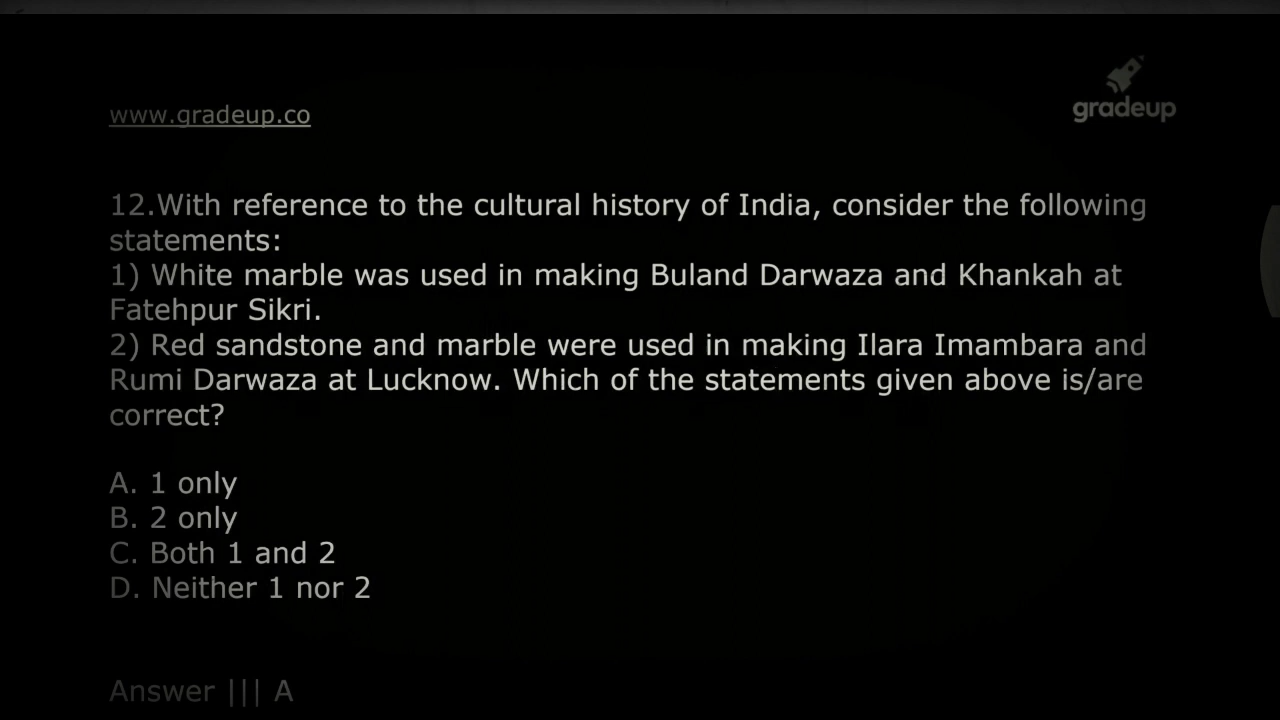 www.gradeup.co
gradeup
12.With reference to the cultural history of India, consider the following
statements:
1) White marble was used in making Buland Darwaza and Khankah at
Fatehpur Sikri.
2) Red sandstone and marble were used in making Ilara Imambara and
Rumi Darwaza at Lucknow. Which of the statements given above is/are
correct?
A. 1 only
B. 2 only
C. Both 1 and 2
D. Neither 1 nor 2
Answer ||| A